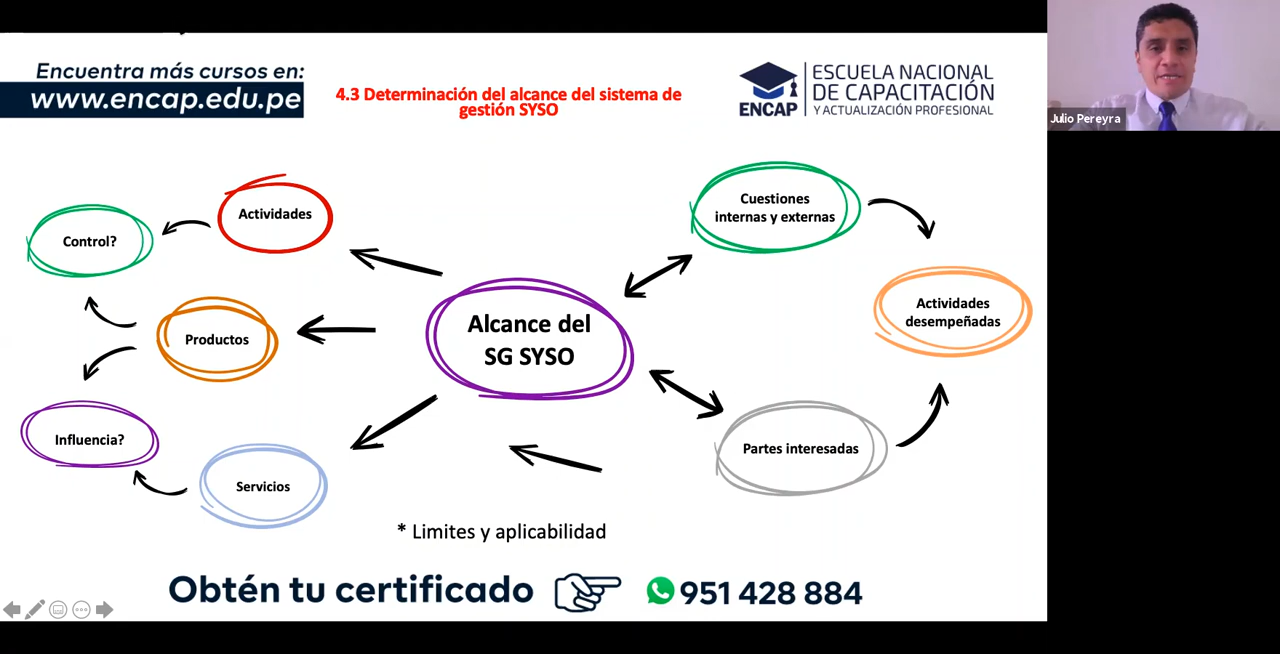 Encuentra más cursos en:
www.encap.edu.pe
4.3 Determinación del alcance del sistema de
gestión SYSO
ENCAP
ESCUELA NACIONAL
DE CAPACITACIÓN
Y ACTUALIZACIÓN PROFESIONAL
Julio Pereyra
Control?
Actividades
Productos
Influencia?
Servicios
Alcance del
SG SYSO
Cuestiones
internas y externas
Actividades
desempeñadas
Partes interesadas
* Limites y aplicabilidad
Obtén tu certificado
951 428 884